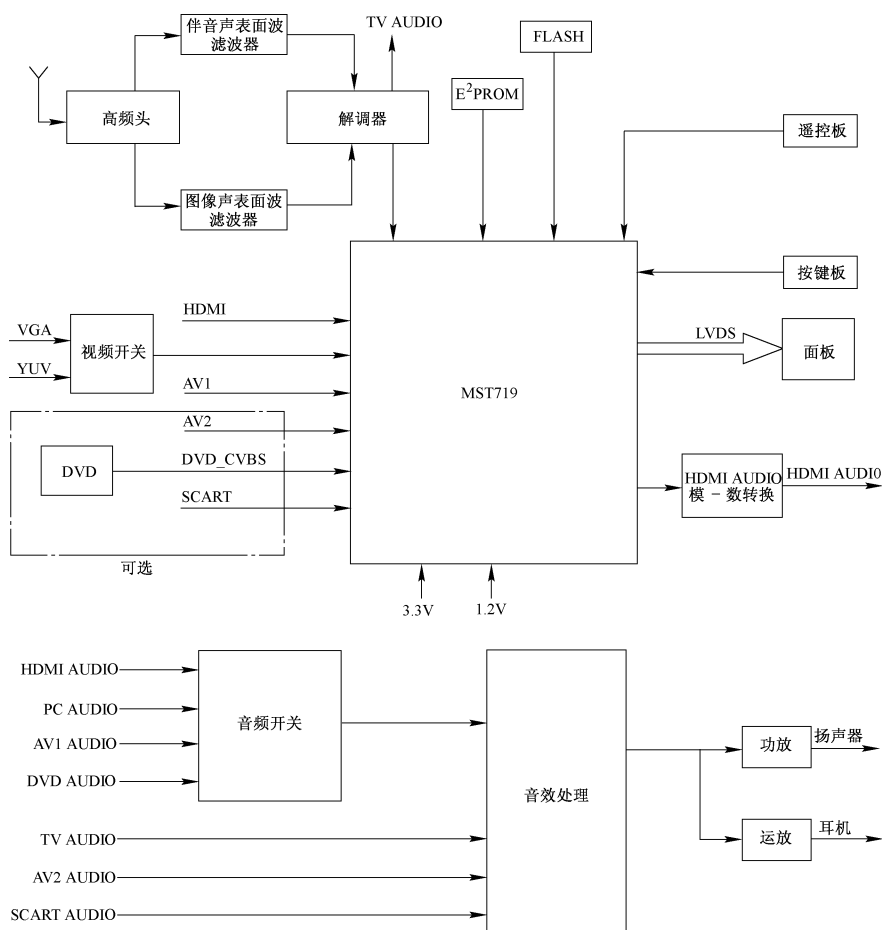 伴音声表面波
滤波器
TV AUDIO
FLASH
E²PROM
高频头
解调器
遥控板
图像声表面波
滤波器
按键板
HDMI
VGA
视频开关
YUV
LVDS
面板
AV1
MST719
AV2
DVD
DVD_CVBS
SCART
HDMI AUDIO
模－数转换
HDMI AUDI0
可选
3.3V
1.2V
HDMI AUDIO
PC AUDIO
音频开关
AV1 AUDIO
DVD AUDIO
音效处理
功放
扬声器
TV AUDIO
运放
耳机
AV2 AUDIO
SCART AUDIO